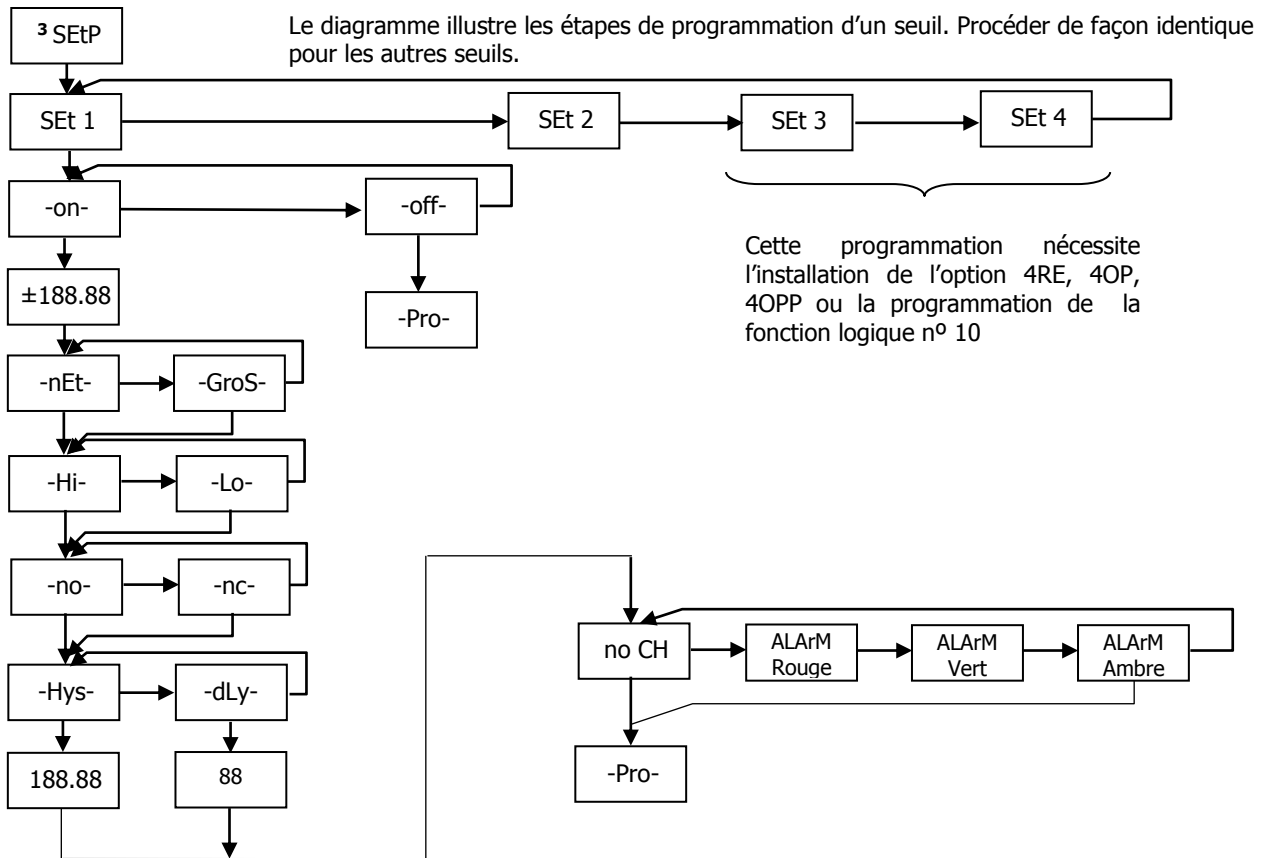 ³ SEtP
Le diagramme illustre les étapes de programmation d'un seuil. Procéder de façon identique
pour les autres seuils.
SEt 1
SEt 2
SEt 3
SEt 4
-on-
-off-
Cette programmation nécessite
l'installation de l'option 4RE, 4OP,
4OPP ou la programmation de la
fonction logique nº 10
±188.88
-Pro-
-nEt-
-GroS-
-Hi-
-Lo-
-no-
-nc-
no CH
ALArM
Rouge
ALArM
Vert
ALArM
Ambre
-Hys-
-dLy-
188.88
88
-Pro-